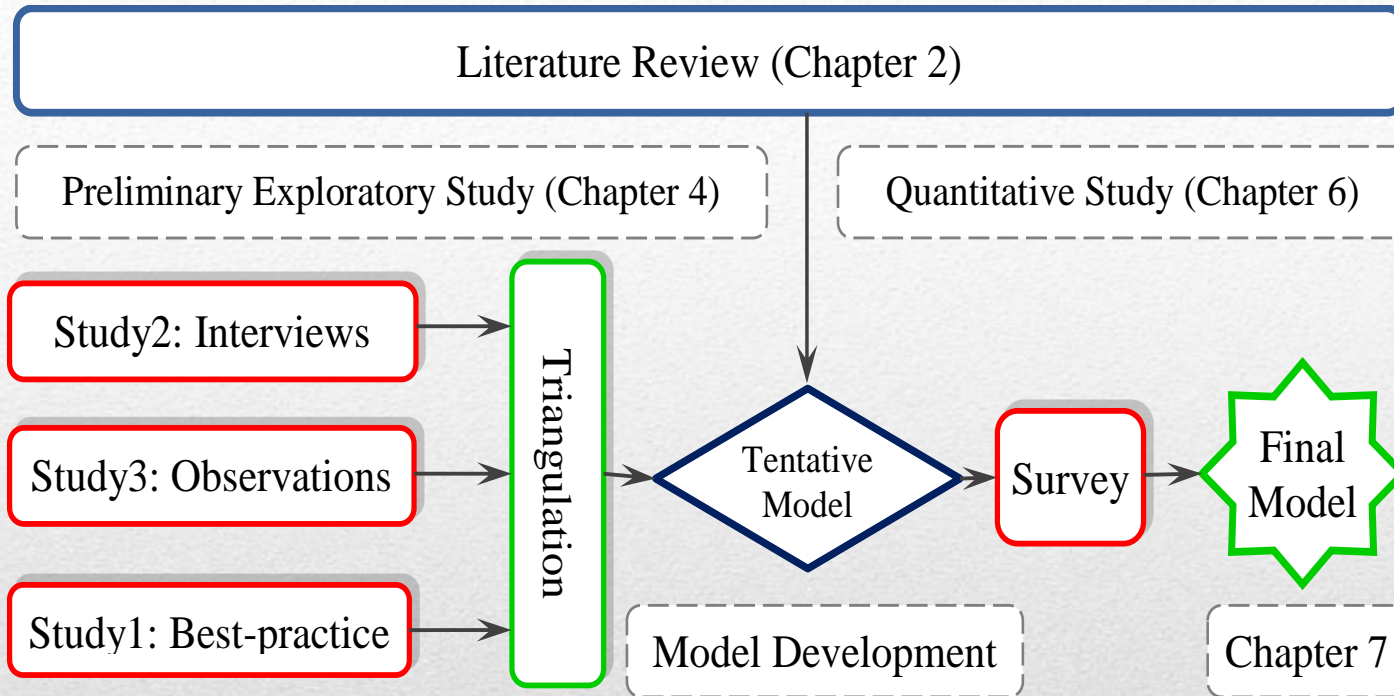 Literature Review (Chapter 2)
Preliminary Exploratory Study (Chapter 4)
Quantitative Study (Chapter 6)
Study2: Interviews
Study3: Observations
Study1: Best-practice
Triangulation
Tentative
Model
Survey
Final
Model
Model Development
Chapter 7